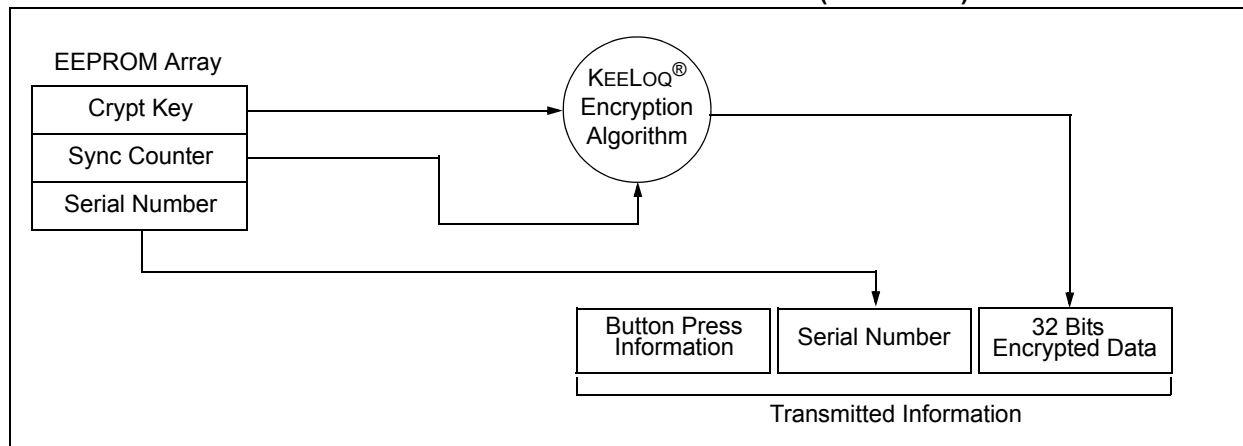 EEPROM Array
Crypt Key
Sync Counter
Serial Number
KEELOQ®
Encryption
Algorithm
Button Press
Information
Serial Number
32 Bits
Encrypted Data
Transmitted Information